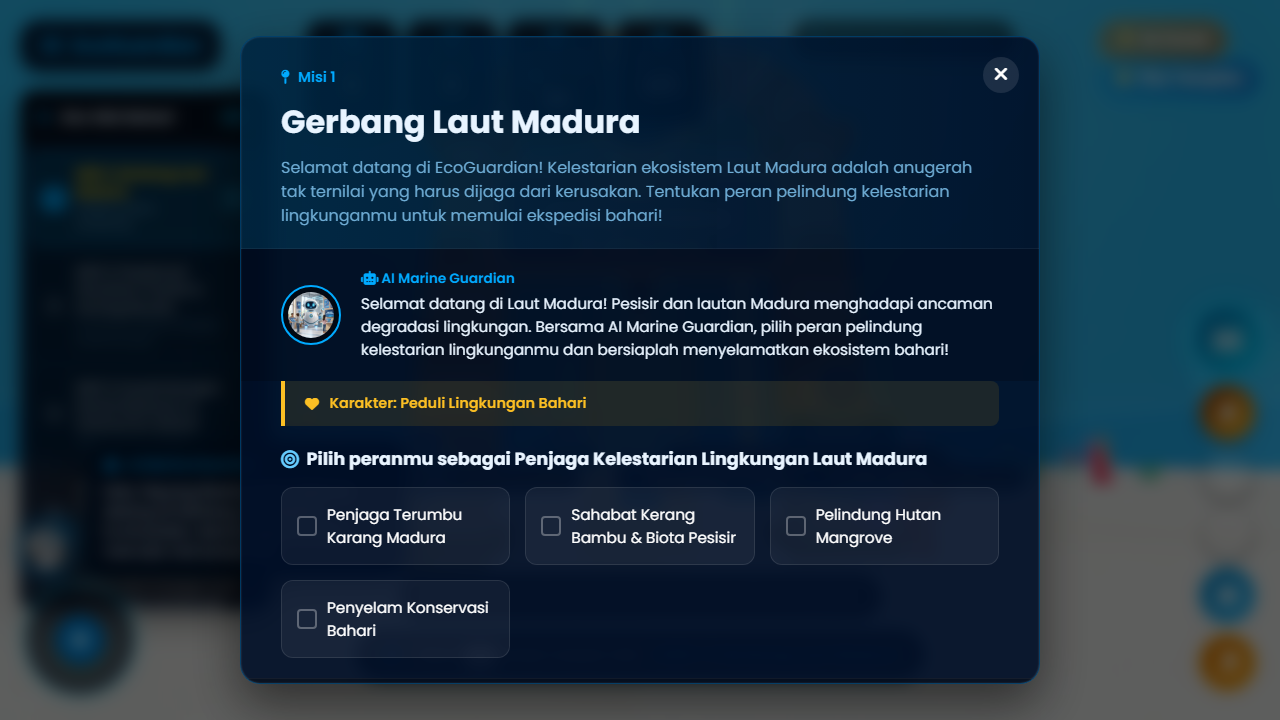 Misi 1
Gerbang Laut Madura
Selamat datang di EcoGuardian! Kelestarian ekosistem Laut Madura adalah anugerah
tak ternilai yang harus dijaga dari kerusakan. Tentukan peran pelindung kelestarian
lingkunganmu untuk memulai ekspedisi bahari!
AI Marine Guardian
Selamat datang di Laut Madura! Pesisir dan lautan Madura menghadapi ancaman
degradasi lingkungan. Bersama AI Marine Guardian, pilih peran pelindung
kelestarian lingkunganmu dan bersiaplah menyelamatkan ekosistem bahari!
Karakter: Peduli Lingkungan Bahari
Pilih peranmu sebagai Penjaga Kelestarian Lingkungan Laut Madura
Penjaga Terumbu
Karang Madura
Sahabat Kerang
Bambu & Biota Pesisir
Pelindung Hutan
Mangrove
Penyelam Konservasi
Bahari